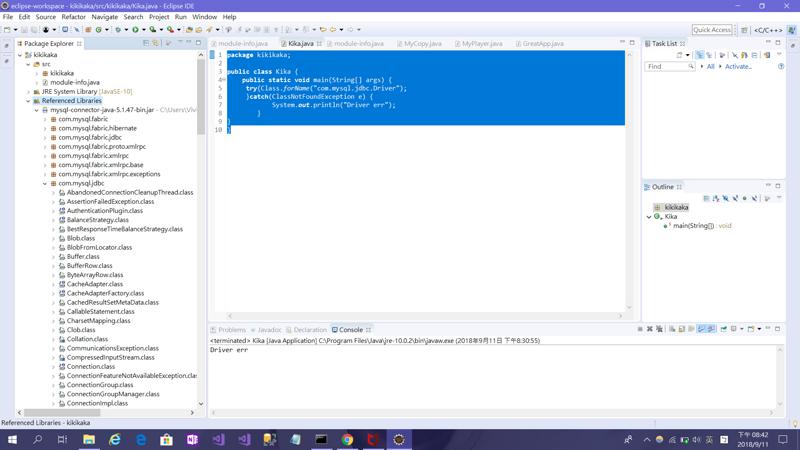 eclipse-workspace - kikikaka/src/kikikaka/Kika.java - Eclipse IDE
File Edit Source Refactor Navigate Search Project Run Window Help
Quick Access
<C/C++>
Package Explorer
kikikaka
src
kikikaka
module-info.java
JRE System Library [JavaSE-10]
Referenced Libraries
mysql-connector-java-5.1.47-bin.jar - C:\Users\Viv
com.mysql.fabric
com.mysql.fabric.hibernate
com.mysql.fabric.jdbc
com.mysql.fabric.proto.xmlrpc
com.mysql.fabric.xmlrpc
com.mysql.fabric.xmlrpc.base
com.mysql.fabric.xmlrpc.exceptions
com.mysql.jdbc
AbandonedConnectionCleanupThread.class
AssertionFailedException.class
AuthenticationPlugin.class
BalanceStrategy.class
BestResponseTimeBalanceStrategy.class
Blob.class
BlobFromLocator.class
Buffer.class
BufferRow.class
ByteArrayRow.class
CacheAdapter.class
CacheAdapterFactory.class
CachedResultSetMetaData.class
CallableStatement.class
CharsetMapping.class
Clob.class
Collation.class
CommunicationsException.class
CompressedInputStream.class
Connection.class
ConnectionFeatureNotAvailableException.clas
ConnectionGroup.class
ConnectionGroupManager.class
ConnectionImpl.class
module-info.java Kika.java module-info.java MyCopy.java MyPlayer.java GreatApp.java
1 package kikikaka;
2
3 public class Kika {
4 public static void main(String[] args) {
5 try(Class.forName("com.mysql.jdbc.Driver");
6 }catch(ClassNotFoundException e) {
7 System.out.println("Driver err");
8 }
9 }
10 }
Task List
Find All Activate...
Outline
kikikaka
Kika
main(String[]) : void
Problems Javadoc Declaration Console
<terminated> Kika [Java Application] C:\Program Files\Java\jre-10.0.2\bin\javaw.exe (2018年9月11日 下午8:30:55)
Driver err
Referenced Libraries - kikikaka
英
下午 08:42
2018/9/11